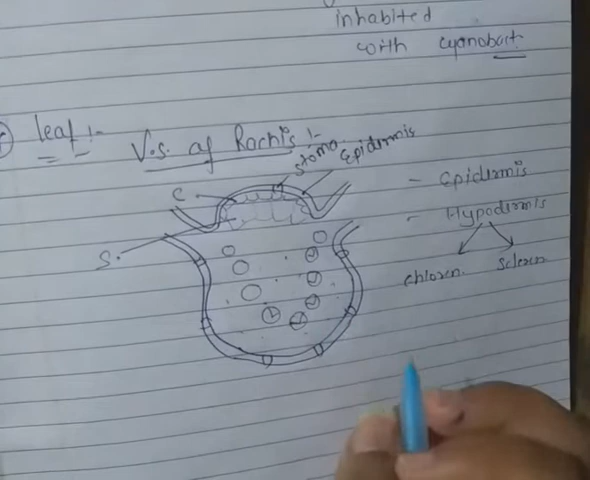 inhabited
with cyanobact.
Leaf :-
V.S. of Rachis :-
Stoma
Epidermis
C
S.
- Epidermis
- Hypodermis
chloren.
scleren